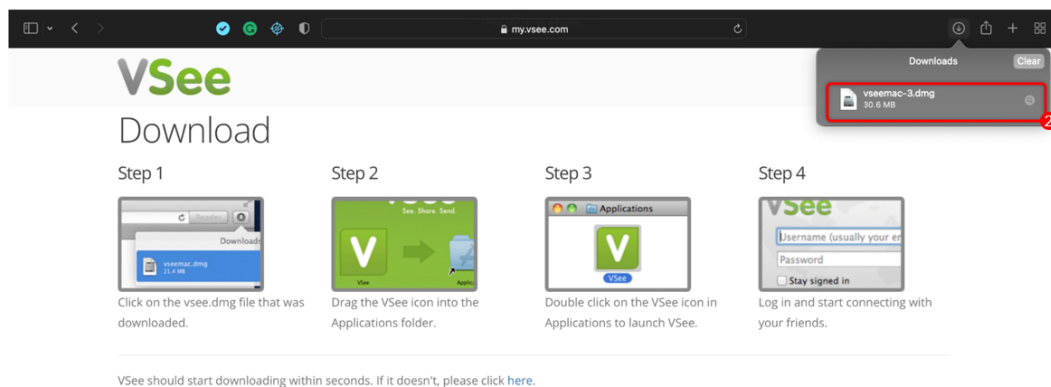 my.vsee.com
Downloads
Clear
vseemac-3.dmg
30.6 MB
2
VSee
Download
Step 1
Step 2
Step 3
Step 4
Reader
Downloads
vseemac.dmg
21.4 MB
See. Share. Send.
V
VSee
Applic
Applications
V
VSee
VSee
Username (usually your er
Password
Stay signed in
Click on the vsee.dmg file that was
downloaded.
Drag the VSee icon into the
Applications folder.
Double click on the VSee icon in
Applications to launch VSee.
Log in and start connecting with
your friends.
VSee should start downloading within seconds. If it doesn't, please click here.